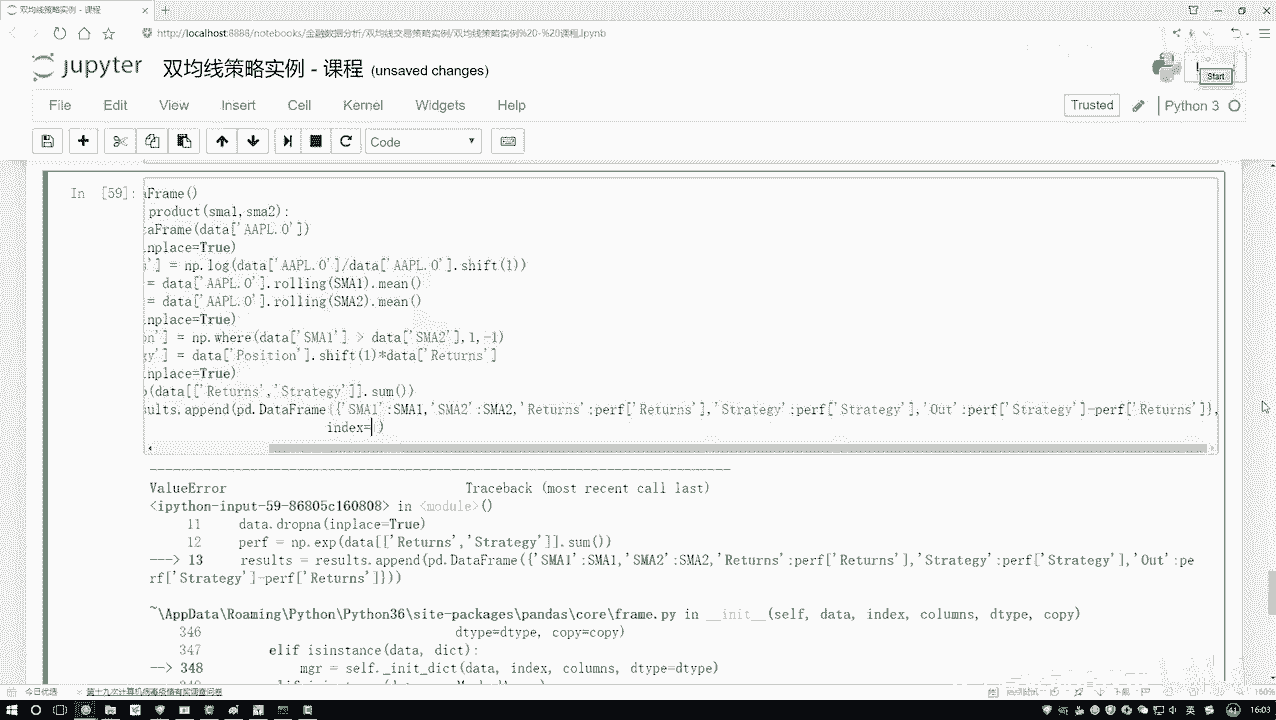 双均线策略实例 - 课程
http://localhost:8888/notebooks/金融数据分析/双均线交易策略实例/双均线策略实例%20-%20课程.ipynb
jupyter 双均线策略实例 - 课程 (unsaved changes)
Start
File Edit View Insert Cell Kernel Widgets Help
Trusted Python 3
Code
In [59]:
Frame()
product(sma1,sma2):
aFrame(data['AAPL.O'])
nplace=True)
'] = np.log(data['AAPL.O']/data['AAPL.O'].shift(1))
= data['AAPL.O'].rolling(SMA1).mean()
= data['AAPL.O'].rolling(SMA2).mean()
nplace=True)
n'] = np.where(data['SMA1'] > data['SMA2'],1,-1)
gy'] = data['Position'].shift(1)*data['Returns']
nplace=True)
(data[['Returns','Strategy']].sum())
ults.append(pd.DataFrame({'SMA1':SMA1,'SMA2':SMA2,'Returns':perf['Returns'],'Strategy':perf['Strategy'],'Out':perf['Strategy']-perf['Returns']},
index=)
ValueError Traceback (most recent call last)
<ipython-input-59-86805c160808> in <module>()
11 data.dropna(inplace=True)
12 perf = np.exp(data[['Returns','Strategy']].sum())
---> 13 results = results.append(pd.DataFrame({'SMA1':SMA1,'SMA2':SMA2,'Returns':perf['Returns'],'Strategy':perf['Strategy'],'Out':pe
rf['Strategy']-perf['Returns']}))
~\AppData\Roaming\Python\Python36\site-packages\pandas\core\frame.py in __init__(self, data, index, columns, dtype, copy)
346 dtype=dtype, copy=copy)
347 elif isinstance(data, dict):
--> 348 mgr = self._init_dict(data, index, columns, dtype=dtype)
今日优选
160%
英
16:03